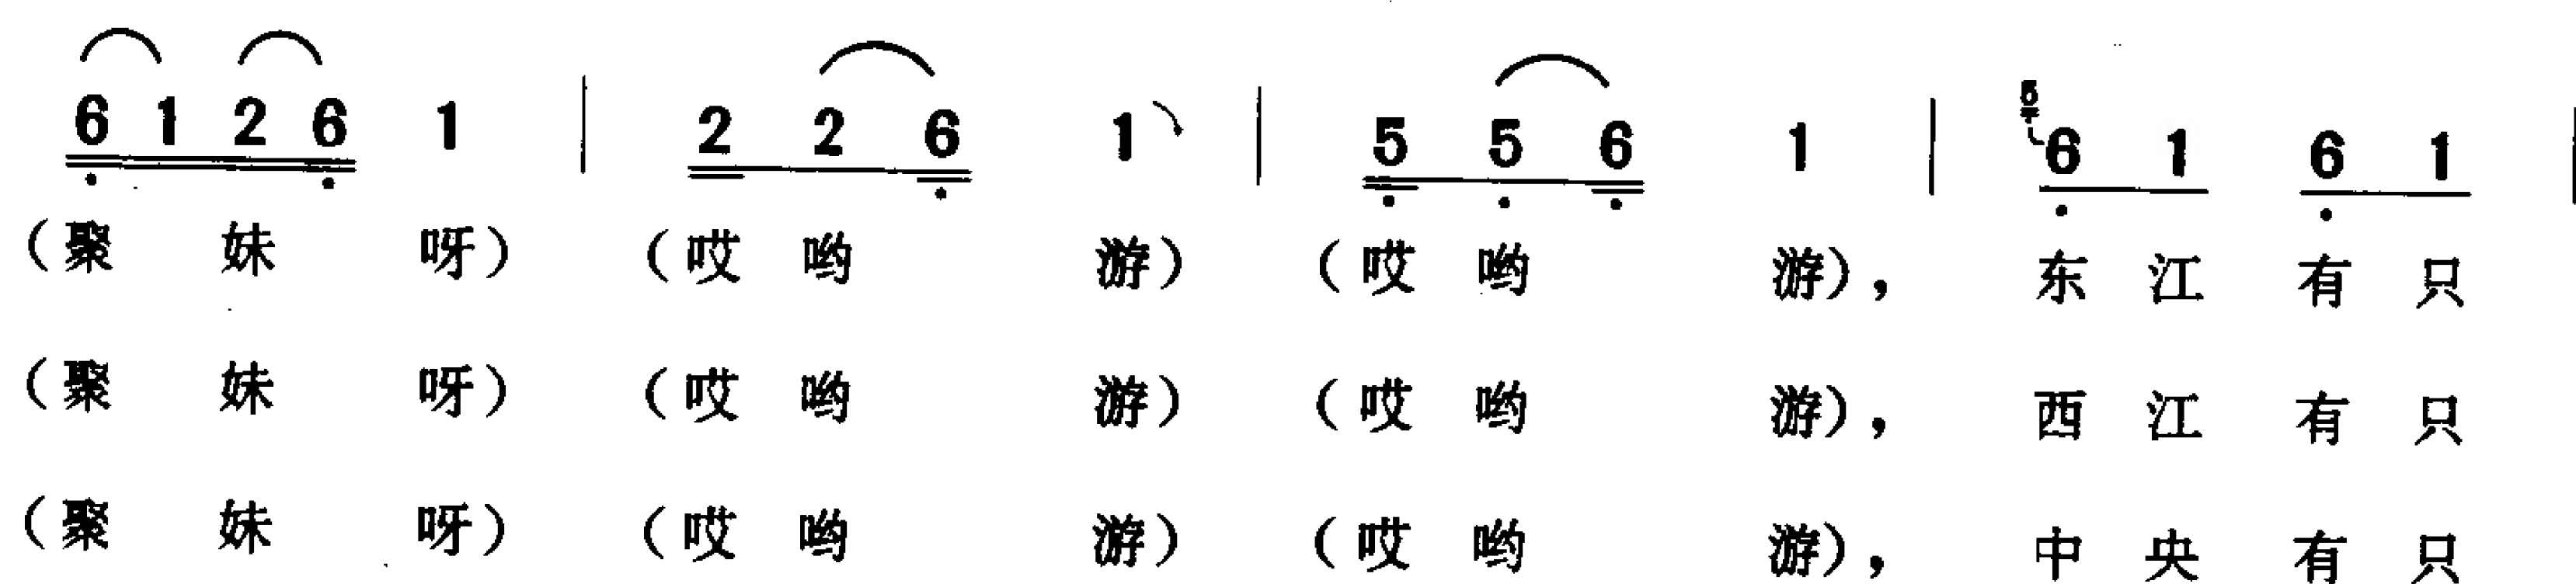 6 1 2 6 1 | 2 2 6 1 | 5 5 6 1 | 5 6 1 6 1
（聚 妹 呀）（哎 哟 游）（哎 哟 游），东 江 有 只
（聚 妹 呀）（哎 哟 游）（哎 哟 游），西 江 有 只
（聚 妹 呀）（哎 哟 游）（哎 哟 游），中 央 有 只